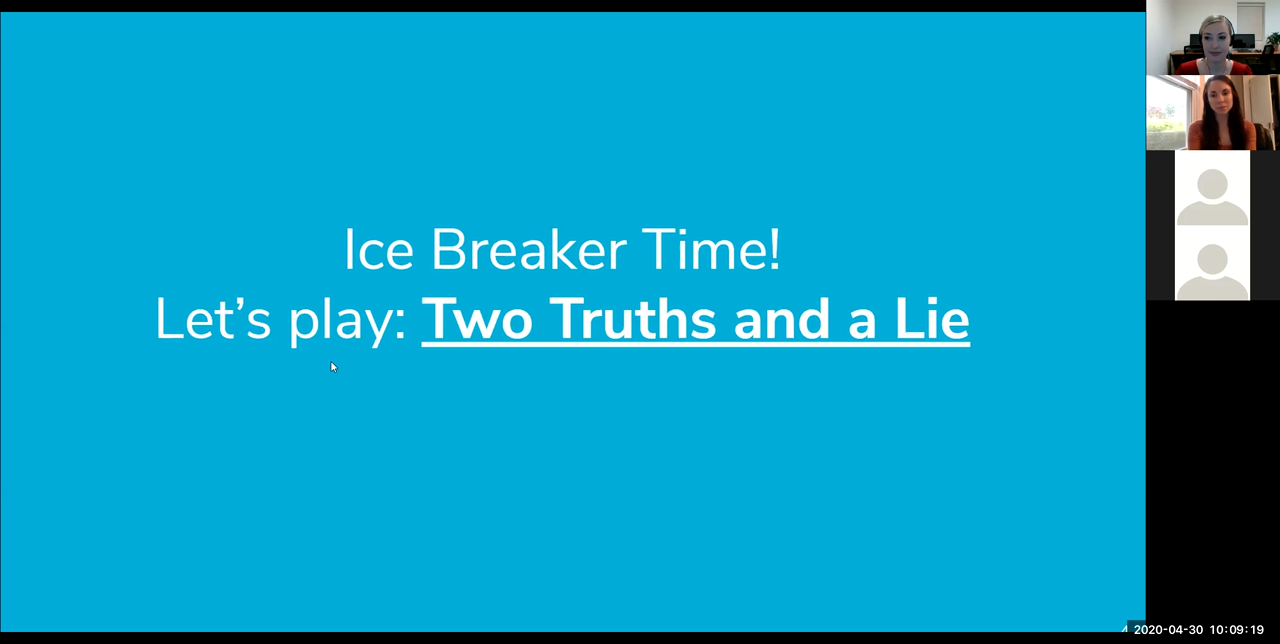 Ice Breaker Time!
Let’s play: Two Truths and a Lie
2020-04-30 10:09:19